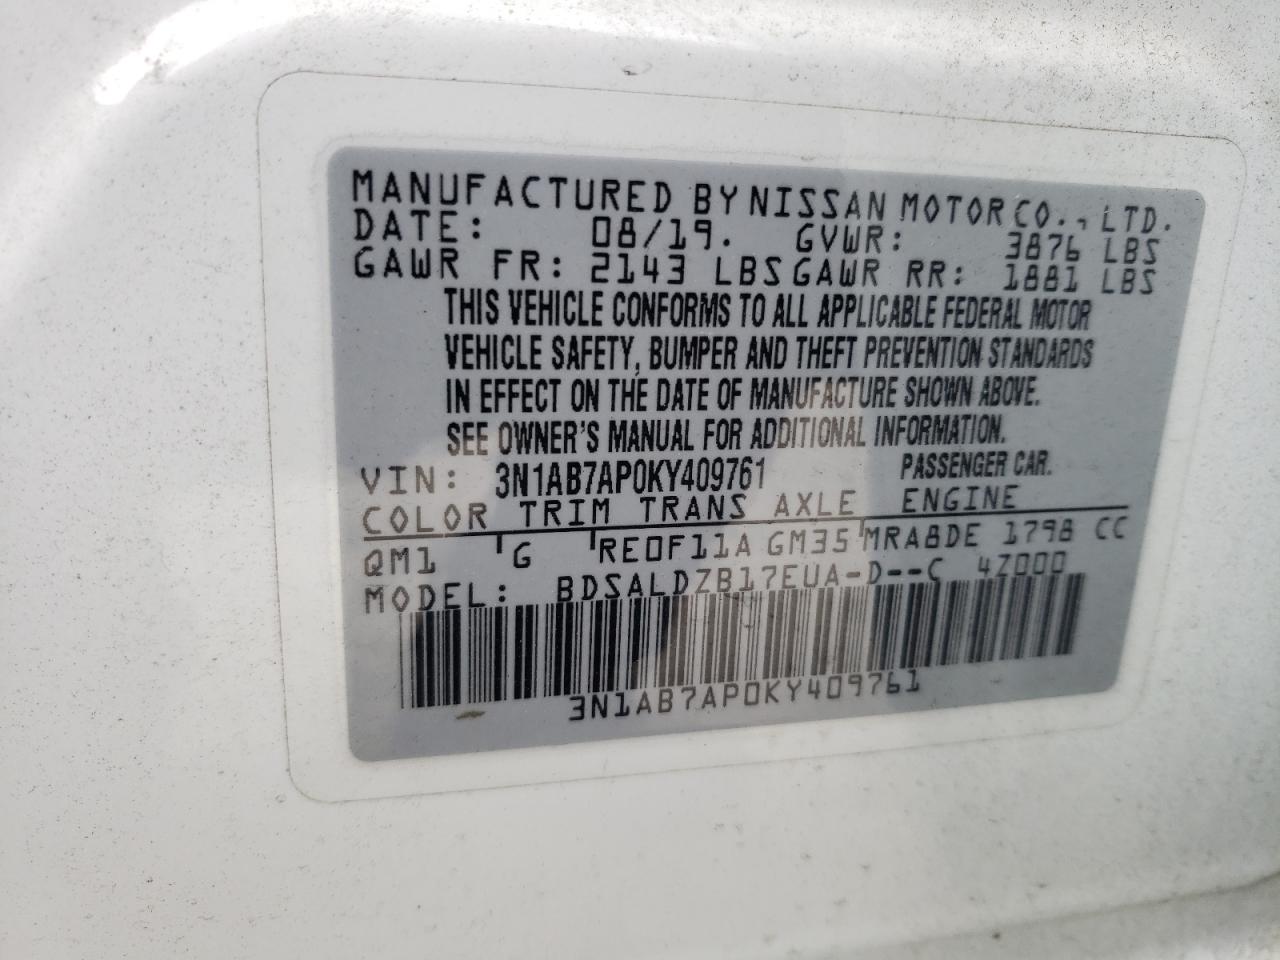 MANUFACTURED BY NISSAN MOTOR CO., LTD.
DATE: 08/19. GVWR: 3876 LBS
GAWR FR: 2143 LBS GAWR RR: 1881 LBS
THIS VEHICLE CONFORMS TO ALL APPLICABLE FEDERAL MOTOR
VEHICLE SAFETY, BUMPER AND THEFT PREVENTION STANDARDS
IN EFFECT ON THE DATE OF MANUFACTURE SHOWN ABOVE.
SEE OWNER'S MANUAL FOR ADDITIONAL INFORMATION.
VIN: 3N1AB7AP0KY409761 PASSENGER CAR.
COLOR TRIM TRANS AXLE ENGINE
QM1 G RE0F11A GM35 MRA8DE 1798 CC
MODEL: BDSALDZB17EUA-D--C 4Z000
3N1AB7AP0KY409761